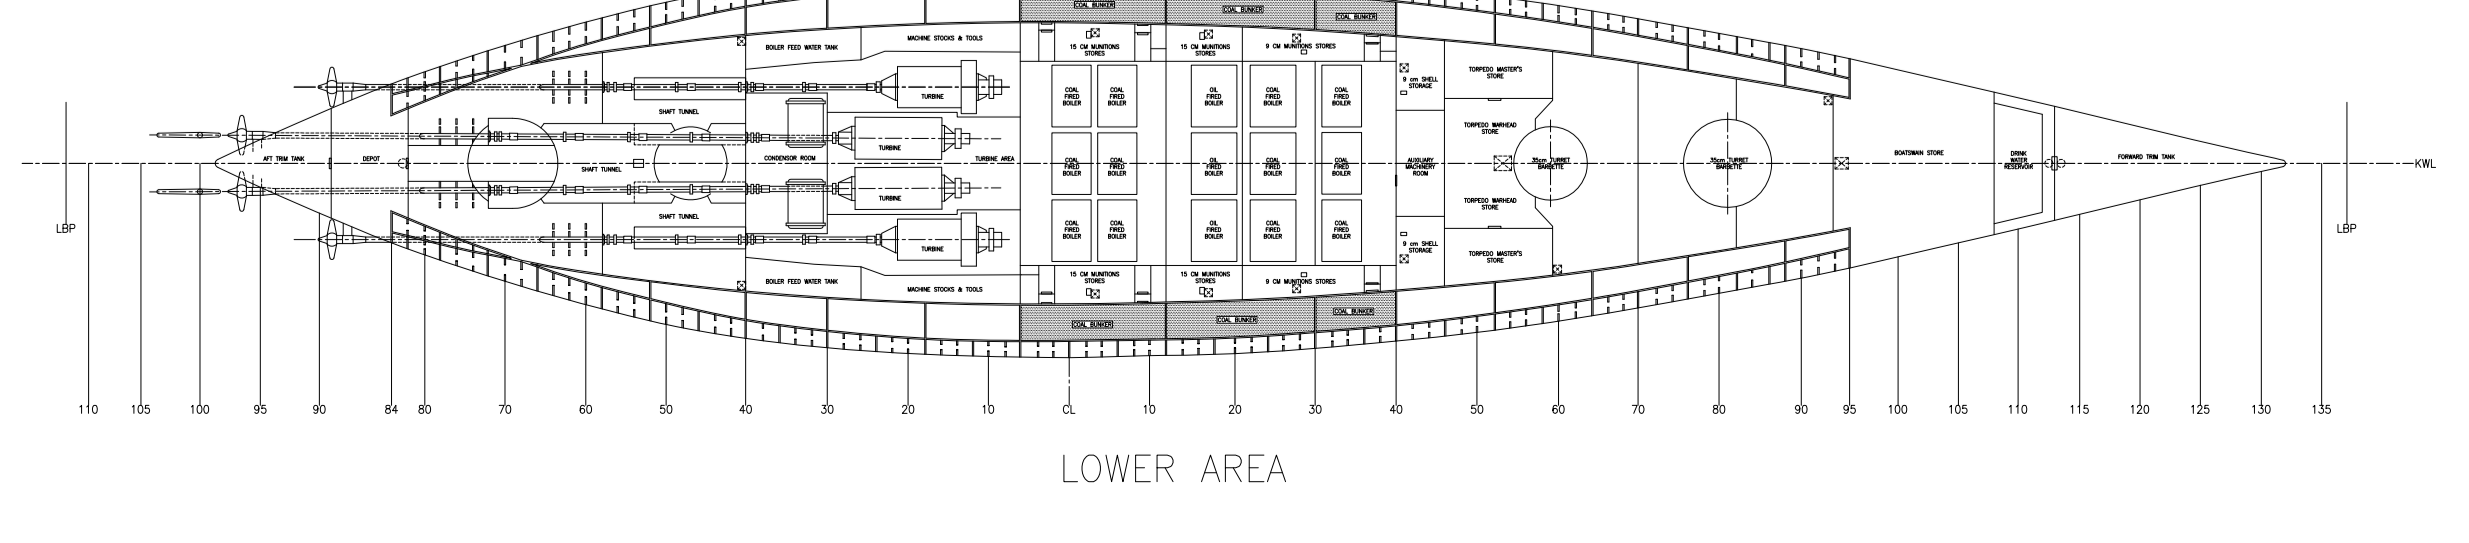 COAL BUNKER
COAL BUNKER
COAL BUNKER
BOILER FEED WATER TANK
MACHINE STOCKS & TOOLS
15 CM MUNITIONS
STORES
15 CM MUNITIONS
STORES
9 CM MUNITIONS STORES
TURBINE
SHAFT TUNNEL
COAL
FIRED
BOILER
COAL
FIRED
BOILER
OIL
FIRED
BOILER
COAL
FIRED
BOILER
COAL
FIRED
BOILER
9 cm SHELL
STORAGE
TORPEDO MASTER'S
STORE
TORPEDO WARHEAD
STORE
TURBINE
AFT TRIM TANK
DEPOT
SHAFT TUNNEL
CONDENSOR ROOM
TURBINE AREA
COAL
FIRED
BOILER
COAL
FIRED
BOILER
OIL
FIRED
BOILER
COAL
FIRED
BOILER
COAL
FIRED
BOILER
AUXILIARY
MACHINERY
ROOM
35cm TURRET
BARBETTE
35cm TURRET
BARBETTE
BOATSWAIN STORE
DRINK
WATER
RESERVOIR
FORWARD TRIM TANK
KWL
TURBINE
SHAFT TUNNEL
TURBINE
COAL
FIRED
BOILER
COAL
FIRED
BOILER
OIL
FIRED
BOILER
COAL
FIRED
BOILER
COAL
FIRED
BOILER
TORPEDO WARHEAD
STORE
9 cm SHELL
STORAGE
TORPEDO MASTER'S
STORE
LBP
LBP
BOILER FEED WATER TANK
MACHINE STOCKS & TOOLS
15 CM MUNITIONS
STORES
15 CM MUNITIONS
STORES
9 CM MUNITIONS STORES
COAL BUNKER
COAL BUNKER
COAL BUNKER
110 105 100 95 90 84 80 70 60 50 40 30 20 10 CL 10 20 30 40 50 60 70 80 90 95 100 105 110 115 120 125 130 135
LOWER AREA